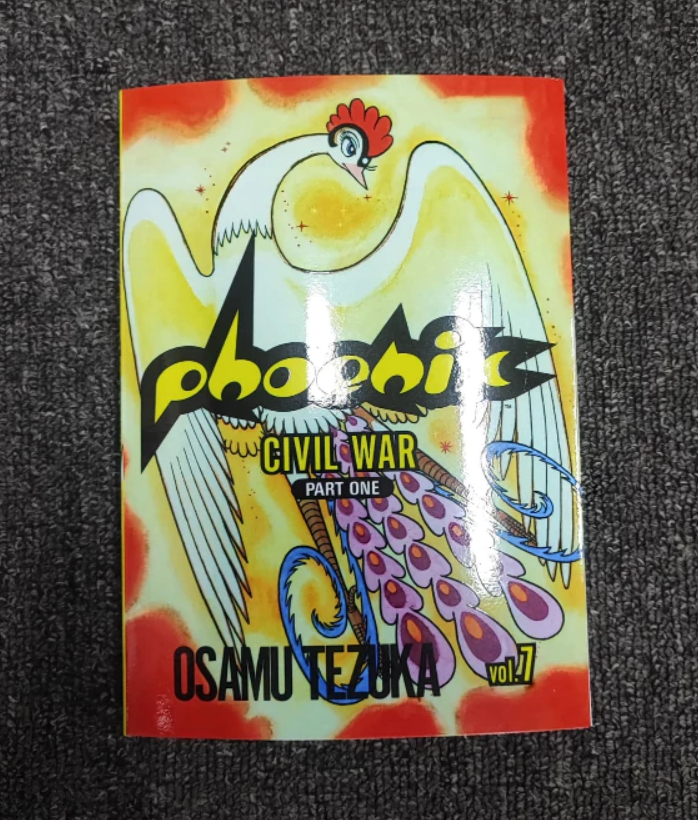 phoenix
CIVIL WAR
PART ONE
OSAMU TEZUKA
vol.7